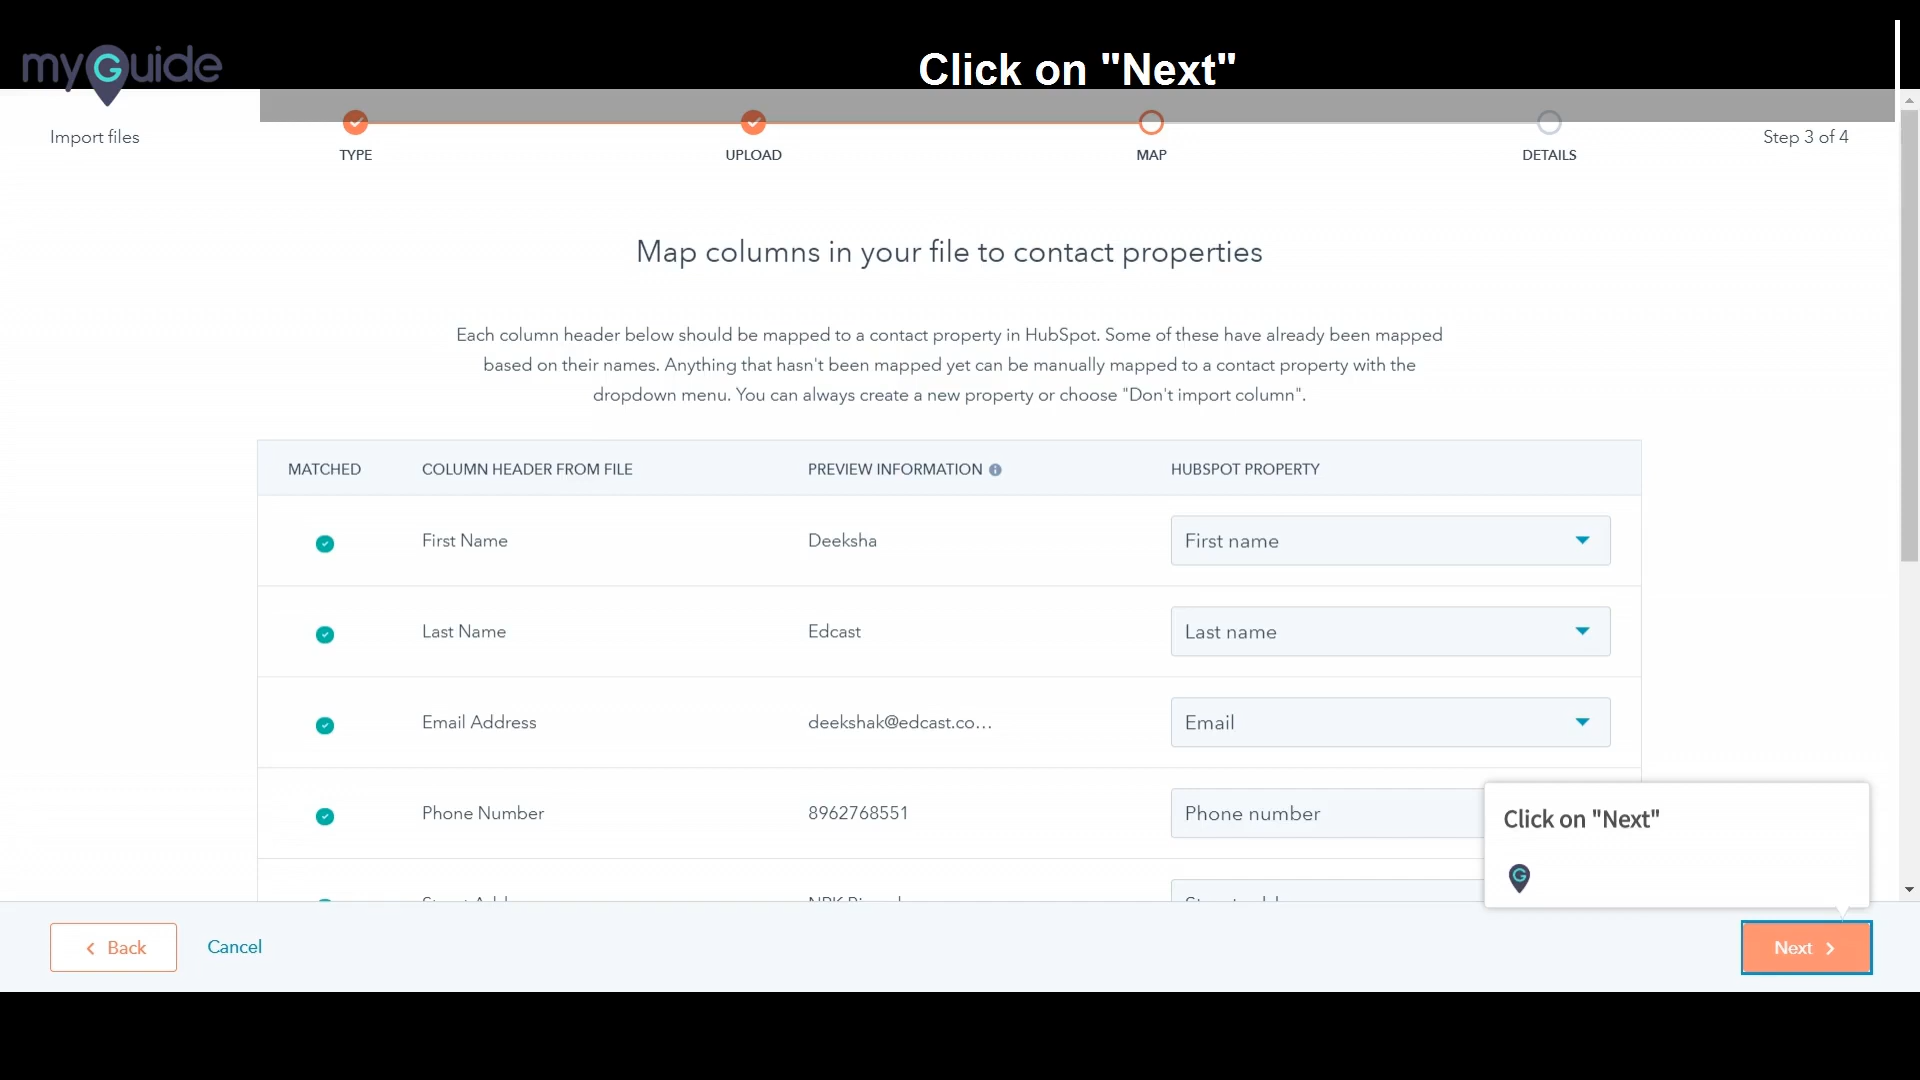 myGuide
Click on "Next"
Import files
TYPE
UPLOAD
MAP
DETAILS
Step 3 of 4
Map columns in your file to contact properties
Each column header below should be mapped to a contact property in HubSpot. Some of these have already been mapped
based on their names. Anything that hasn't been mapped yet can be manually mapped to a contact property with the
dropdown menu. You can always create a new property or choose "Don't import column".
MATCHED COLUMN HEADER FROM FILE PREVIEW INFORMATION HUBSPOT PROPERTY
First Name Deeksha First name
Last Name Edcast Last name
Email Address deekshak@edcast.co... Email
Phone Number 8962768551 Phone number
Click on "Next"
Back
Cancel
Next